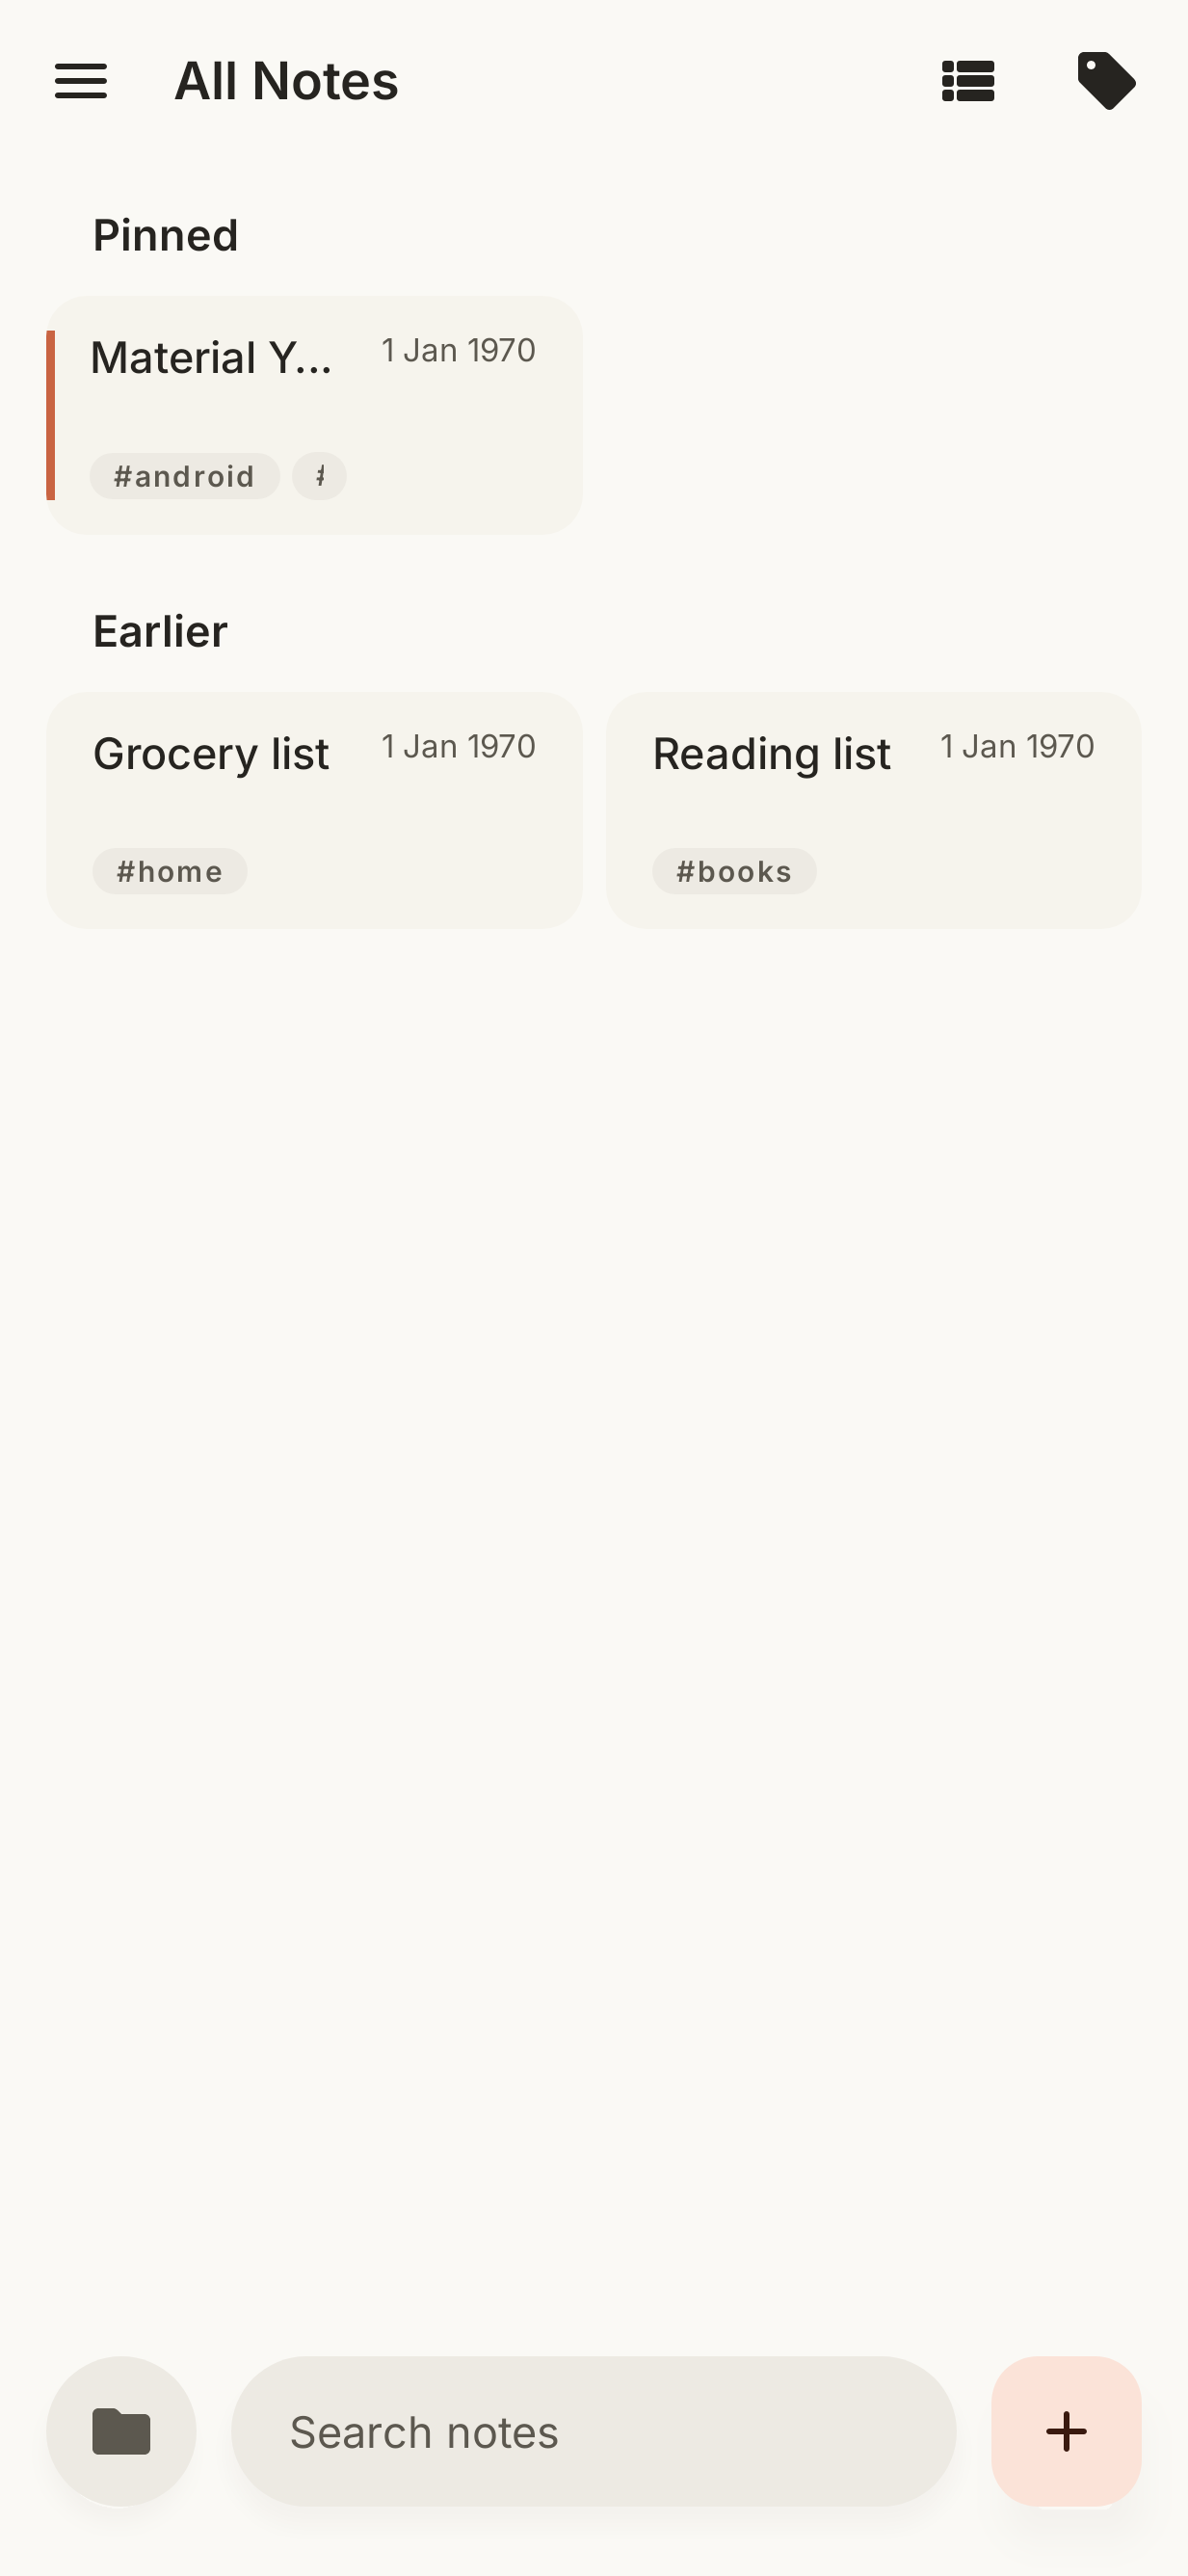 All Notes
Pinned
Material Y... 1 Jan 1970
#android
Earlier
Grocery list 1 Jan 1970
Reading list 1 Jan 1970
#home
#books
Search notes